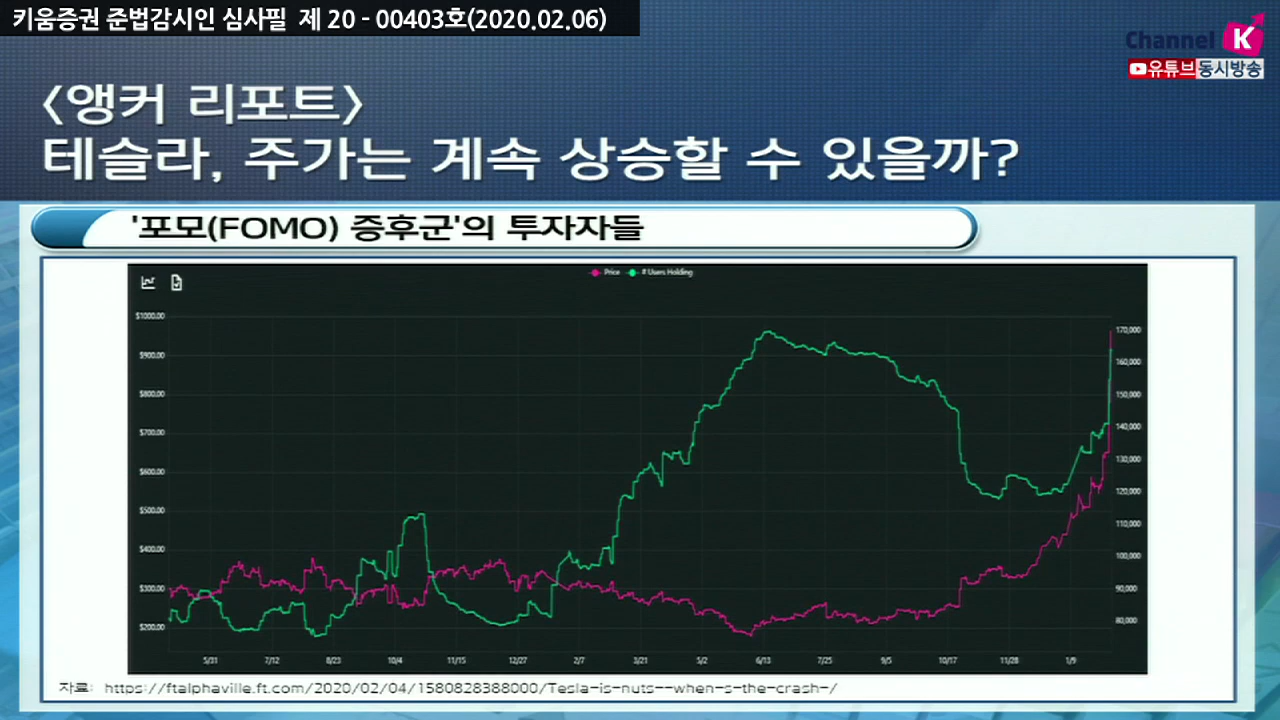 키움증권 준법감시인 심사필 제 20 - 00403호(2020.02.06)
Channel K
유튜브동시방송
<앵커 리포트>
테슬라, 주가는 계속 상승할 수 있을까?
'포모(FOMO) 증후군'의 투자자들
Price # Users Holding
$1000.00
$900.00
$800.00
$700.00
$600.00
$500.00
$400.00
$300.00
$200.00
170,000
160,000
150,000
140,000
130,000
120,000
110,000
100,000
90,000
80,000
5/31 7/12 8/23 10/4 11/15 12/27 2/7 3/21 5/2 6/13 7/25 9/5 10/17 11/28 1/9
자료: https://ftalphaville.ft.com/2020/02/04/1580828388000/Tesla-is-nuts--when-s-the-crash-/